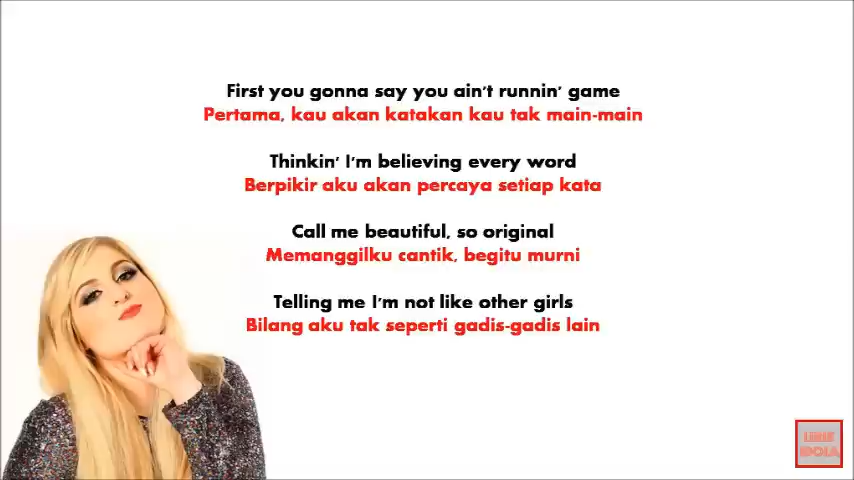 First you gonna say you ain't runnin' game
Pertama, kau akan katakan kau tak main-main
Thinkin' I'm believing every word
Berpikir aku akan percaya setiap kata
Call me beautiful, so original
Memanggilku cantik, begitu murni
Telling me I'm not like other girls
Bilang aku tak seperti gadis-gadis lain
LIRIK
IDOLA